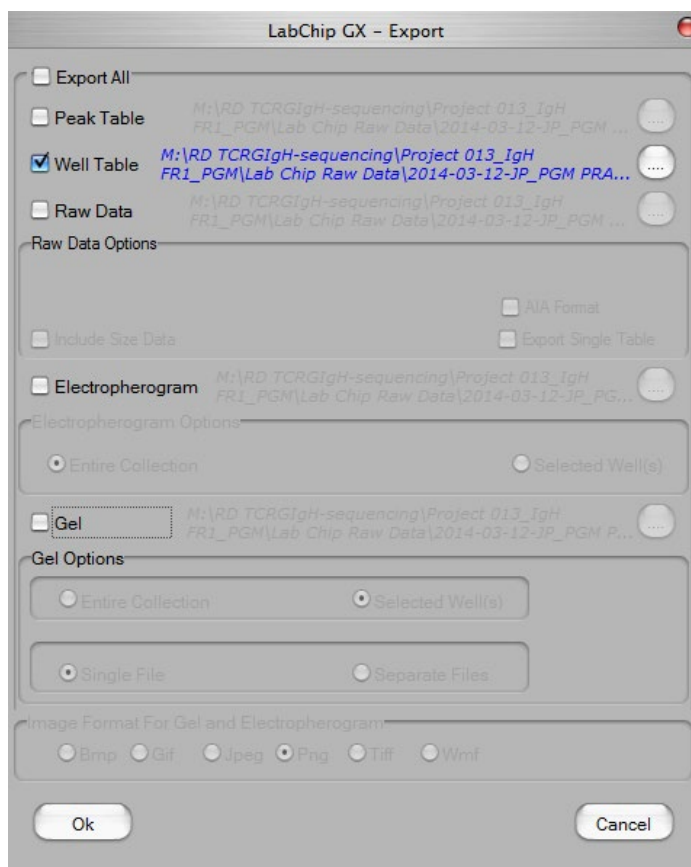 LabChip GX - Export
Export All
Peak Table
M:\RD TCRGIgH-sequencing\Project 013_IgH
FR1_PGM\Lab Chip Raw Data\2014-03-12-JP_PGM ...
....
Well Table
M:\RD TCRGIgH-sequencing\Project 013_IgH
FR1_PGM\Lab Chip Raw Data\2014-03-12-JP_PGM PRA...
....
Raw Data
M:\RD TCRGIgH-sequencing\Project 013_IgH
FR1_PGM\Lab Chip Raw Data\2014-03-12-JP_PGM ...
....
Raw Data Options
AIA Format
Include Size Data
Export Single Table
Electropherogram
M:\RD TCRGIgH-sequencing\Project 013_IgH
FR1_PGM\Lab Chip Raw Data\2014-03-12-JP_PG...
....
Electropherogram Options
Entire Collection
Selected Well(s)
Gel
M:\RD TCRGIgH-sequencing\Project 013_IgH
FR1_PGM\Lab Chip Raw Data\2014-03-12-JP_PGM P...
....
Gel Options
Entire Collection
Selected Well(s)
Single File
Separate Files
Image Format For Gel and Electropherogram
Bmp Gif Jpeg Png Tiff Wmf
Ok
Cancel